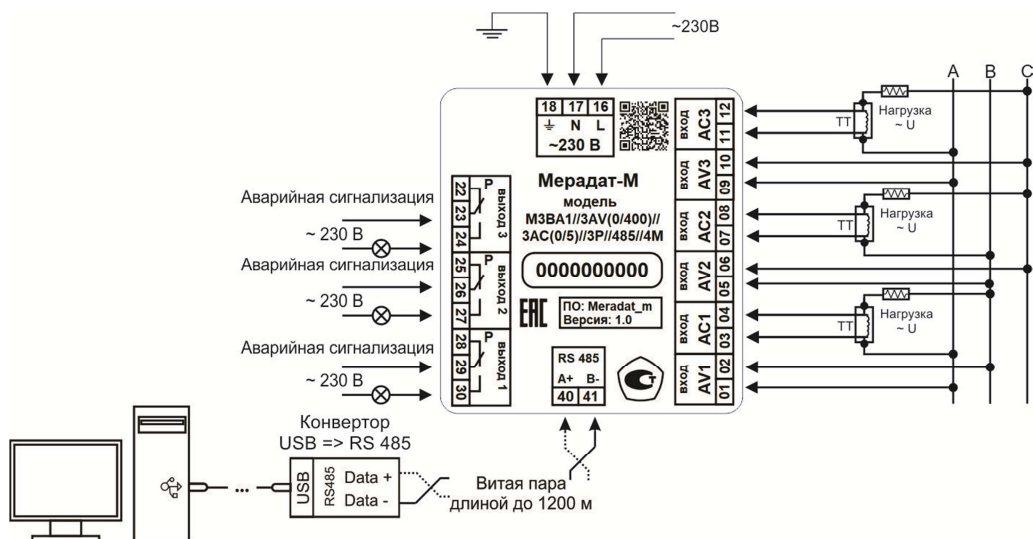 ~230В
18 17 16
N L
~230 В
Мерадат-М
модель
М3ВА1//3AV(0/400)//
3АС(0/5)//3Р//485//4М
0000000000
ЕАС
ПО: Meradat_m
Версия: 1.0
RS 485
A+ B-
40 41
Аварийная сигнализация
~ 230 В
22 23 24
Р
выход 3
Аварийная сигнализация
~ 230 В
25 26 27
Р
выход 2
Аварийная сигнализация
~ 230 В
28 29 30
Р
выход 1
вход
AC3
11 12
вход
AV3
09 10
вход
AC2
07 08
вход
AV2
05 06
вход
AC1
03 04
вход
AV1
01 02
A B C
ТТ
Нагрузка
~ U
ТТ
Нагрузка
~ U
ТТ
Нагрузка
~ U
Конвертор
USB => RS 485
USB
RS485
Data +
Data -
Витая пара
длиной до 1200 м
...